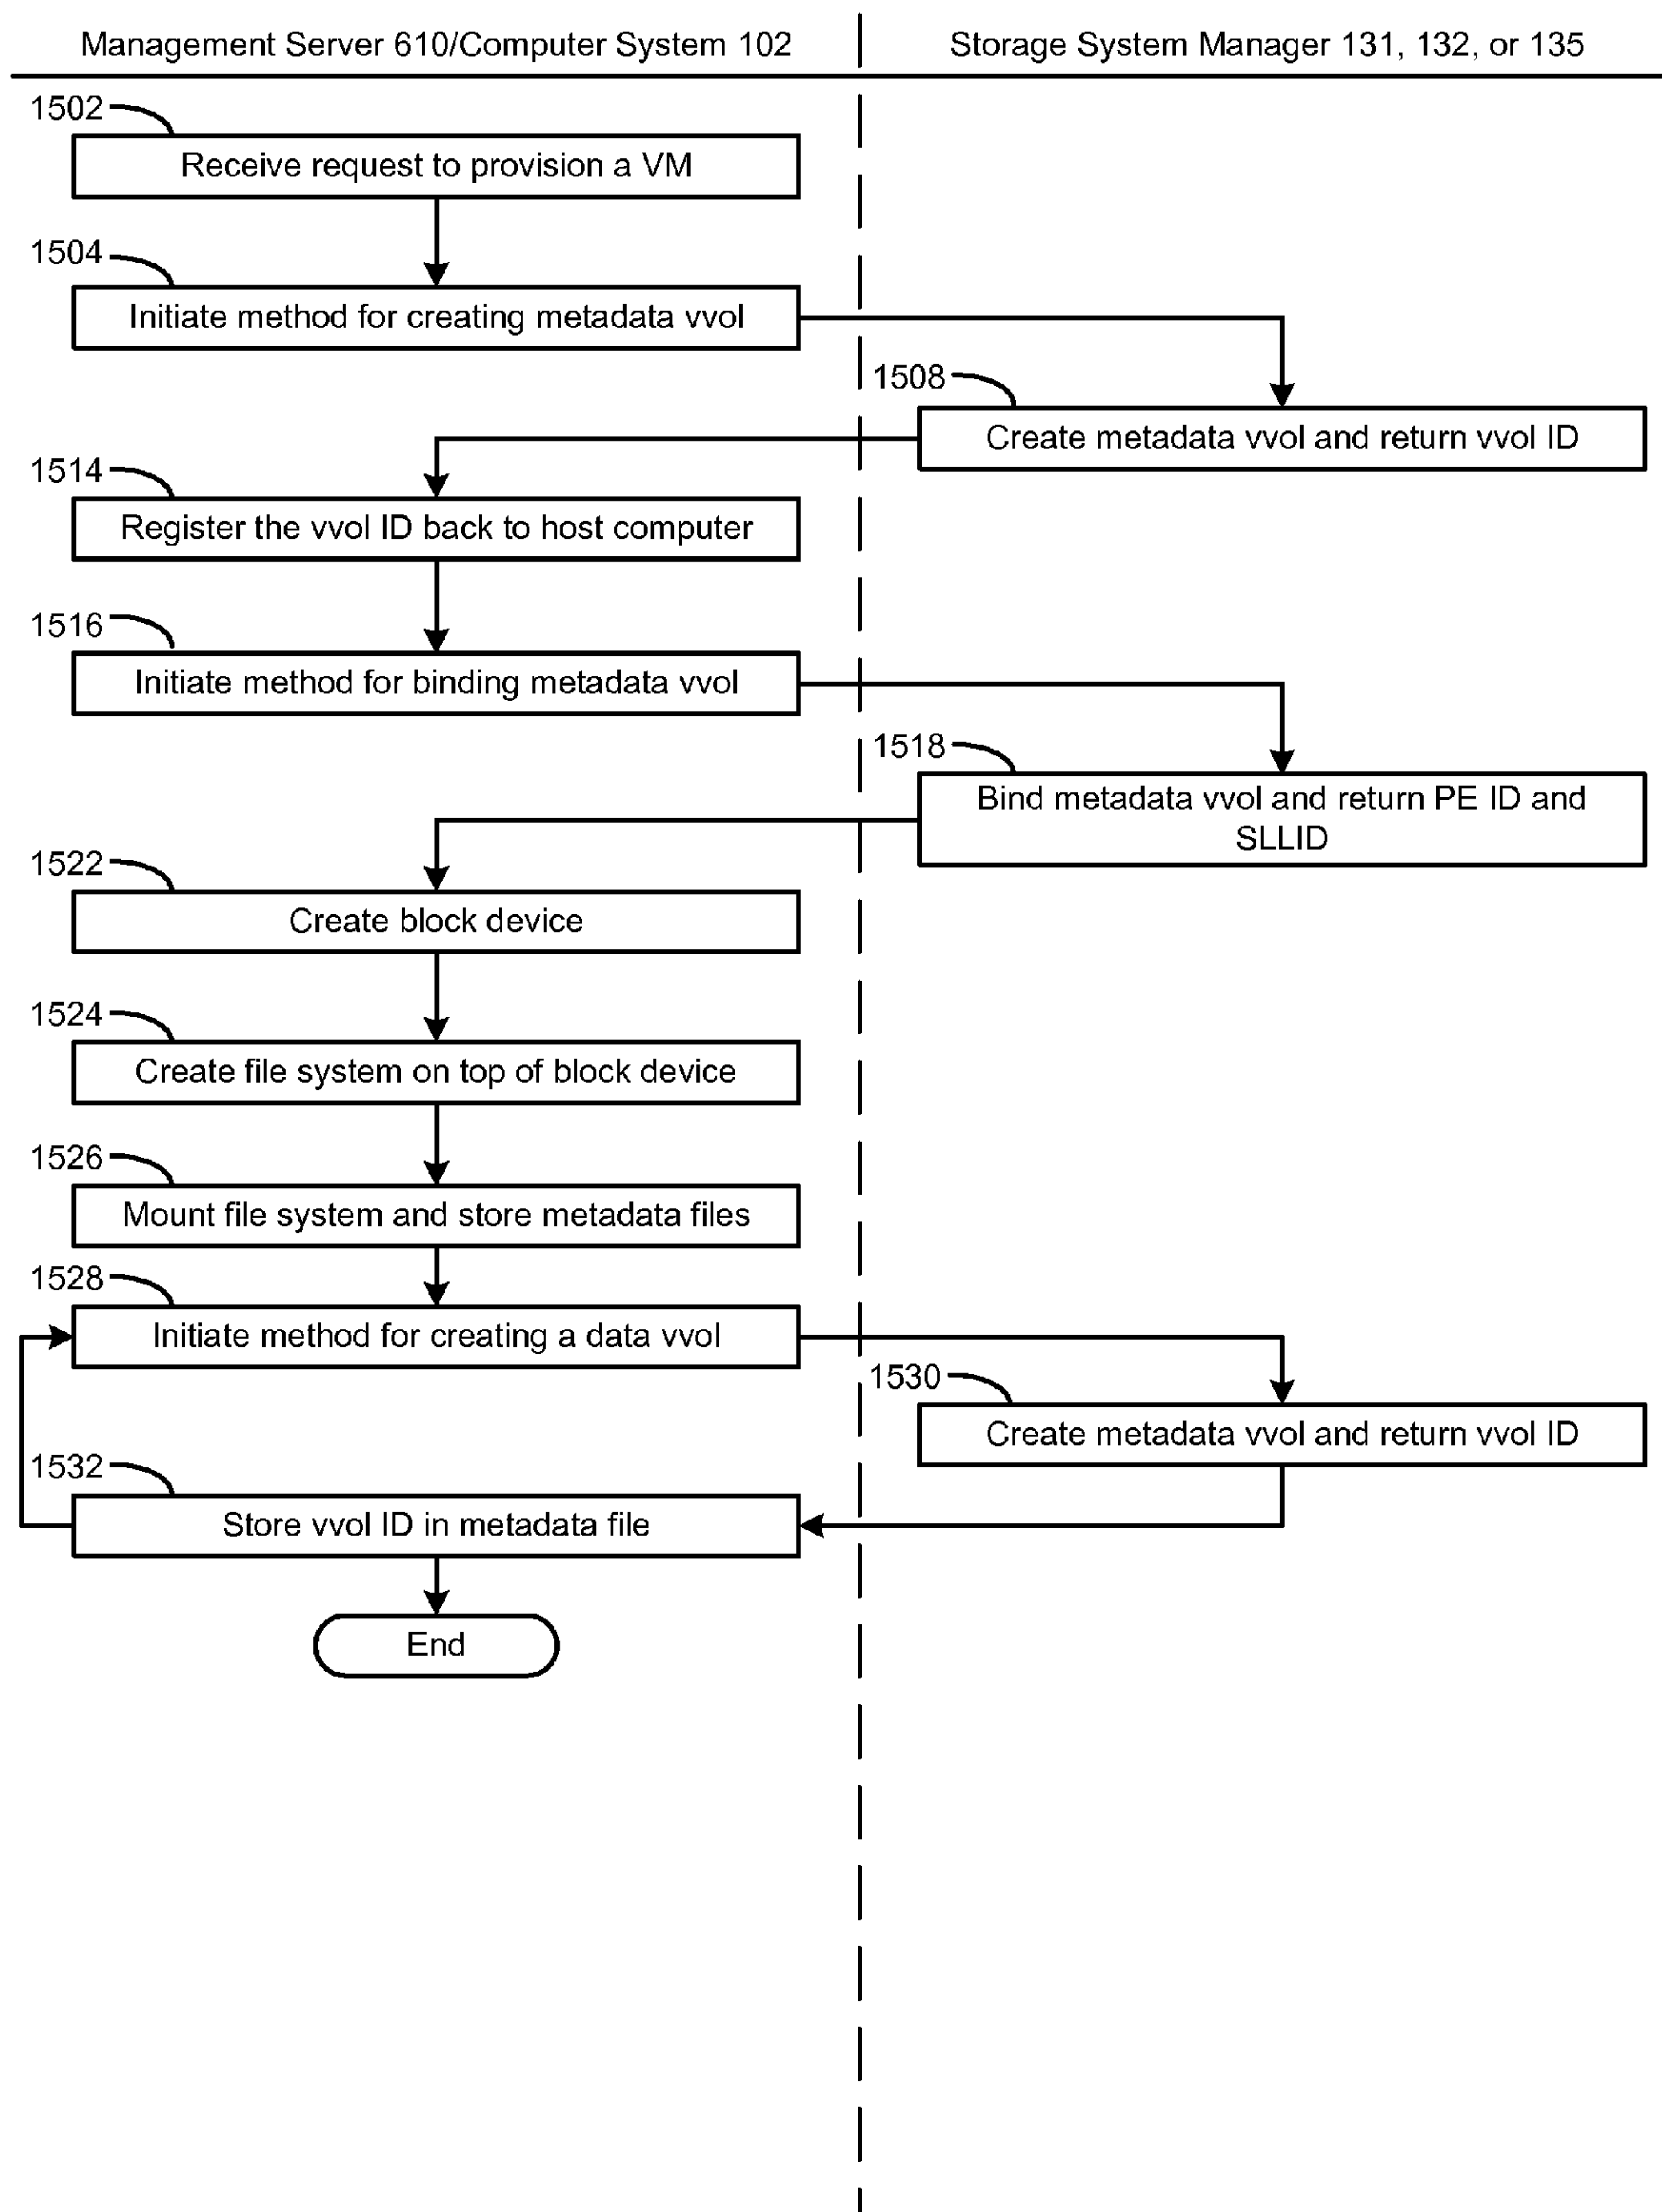 Management Server 610/Computer System 102
Storage System Manager 131, 132, or 135
1502
Receive request to provision a VM
1504
Initiate method for creating metadata vvol
1508
Create metadata vvol and return vvol ID
1514
Register the vvol ID back to host computer
1516
Initiate method for binding metadata vvol
1518
Bind metadata vvol and return PE ID and
SLLID
1522
Create block device
1524
Create file system on top of block device
1526
Mount file system and store metadata files
1528
Initiate method for creating a data vvol
1530
Create metadata vvol and return vvol ID
1532
Store vvol ID in metadata file
End